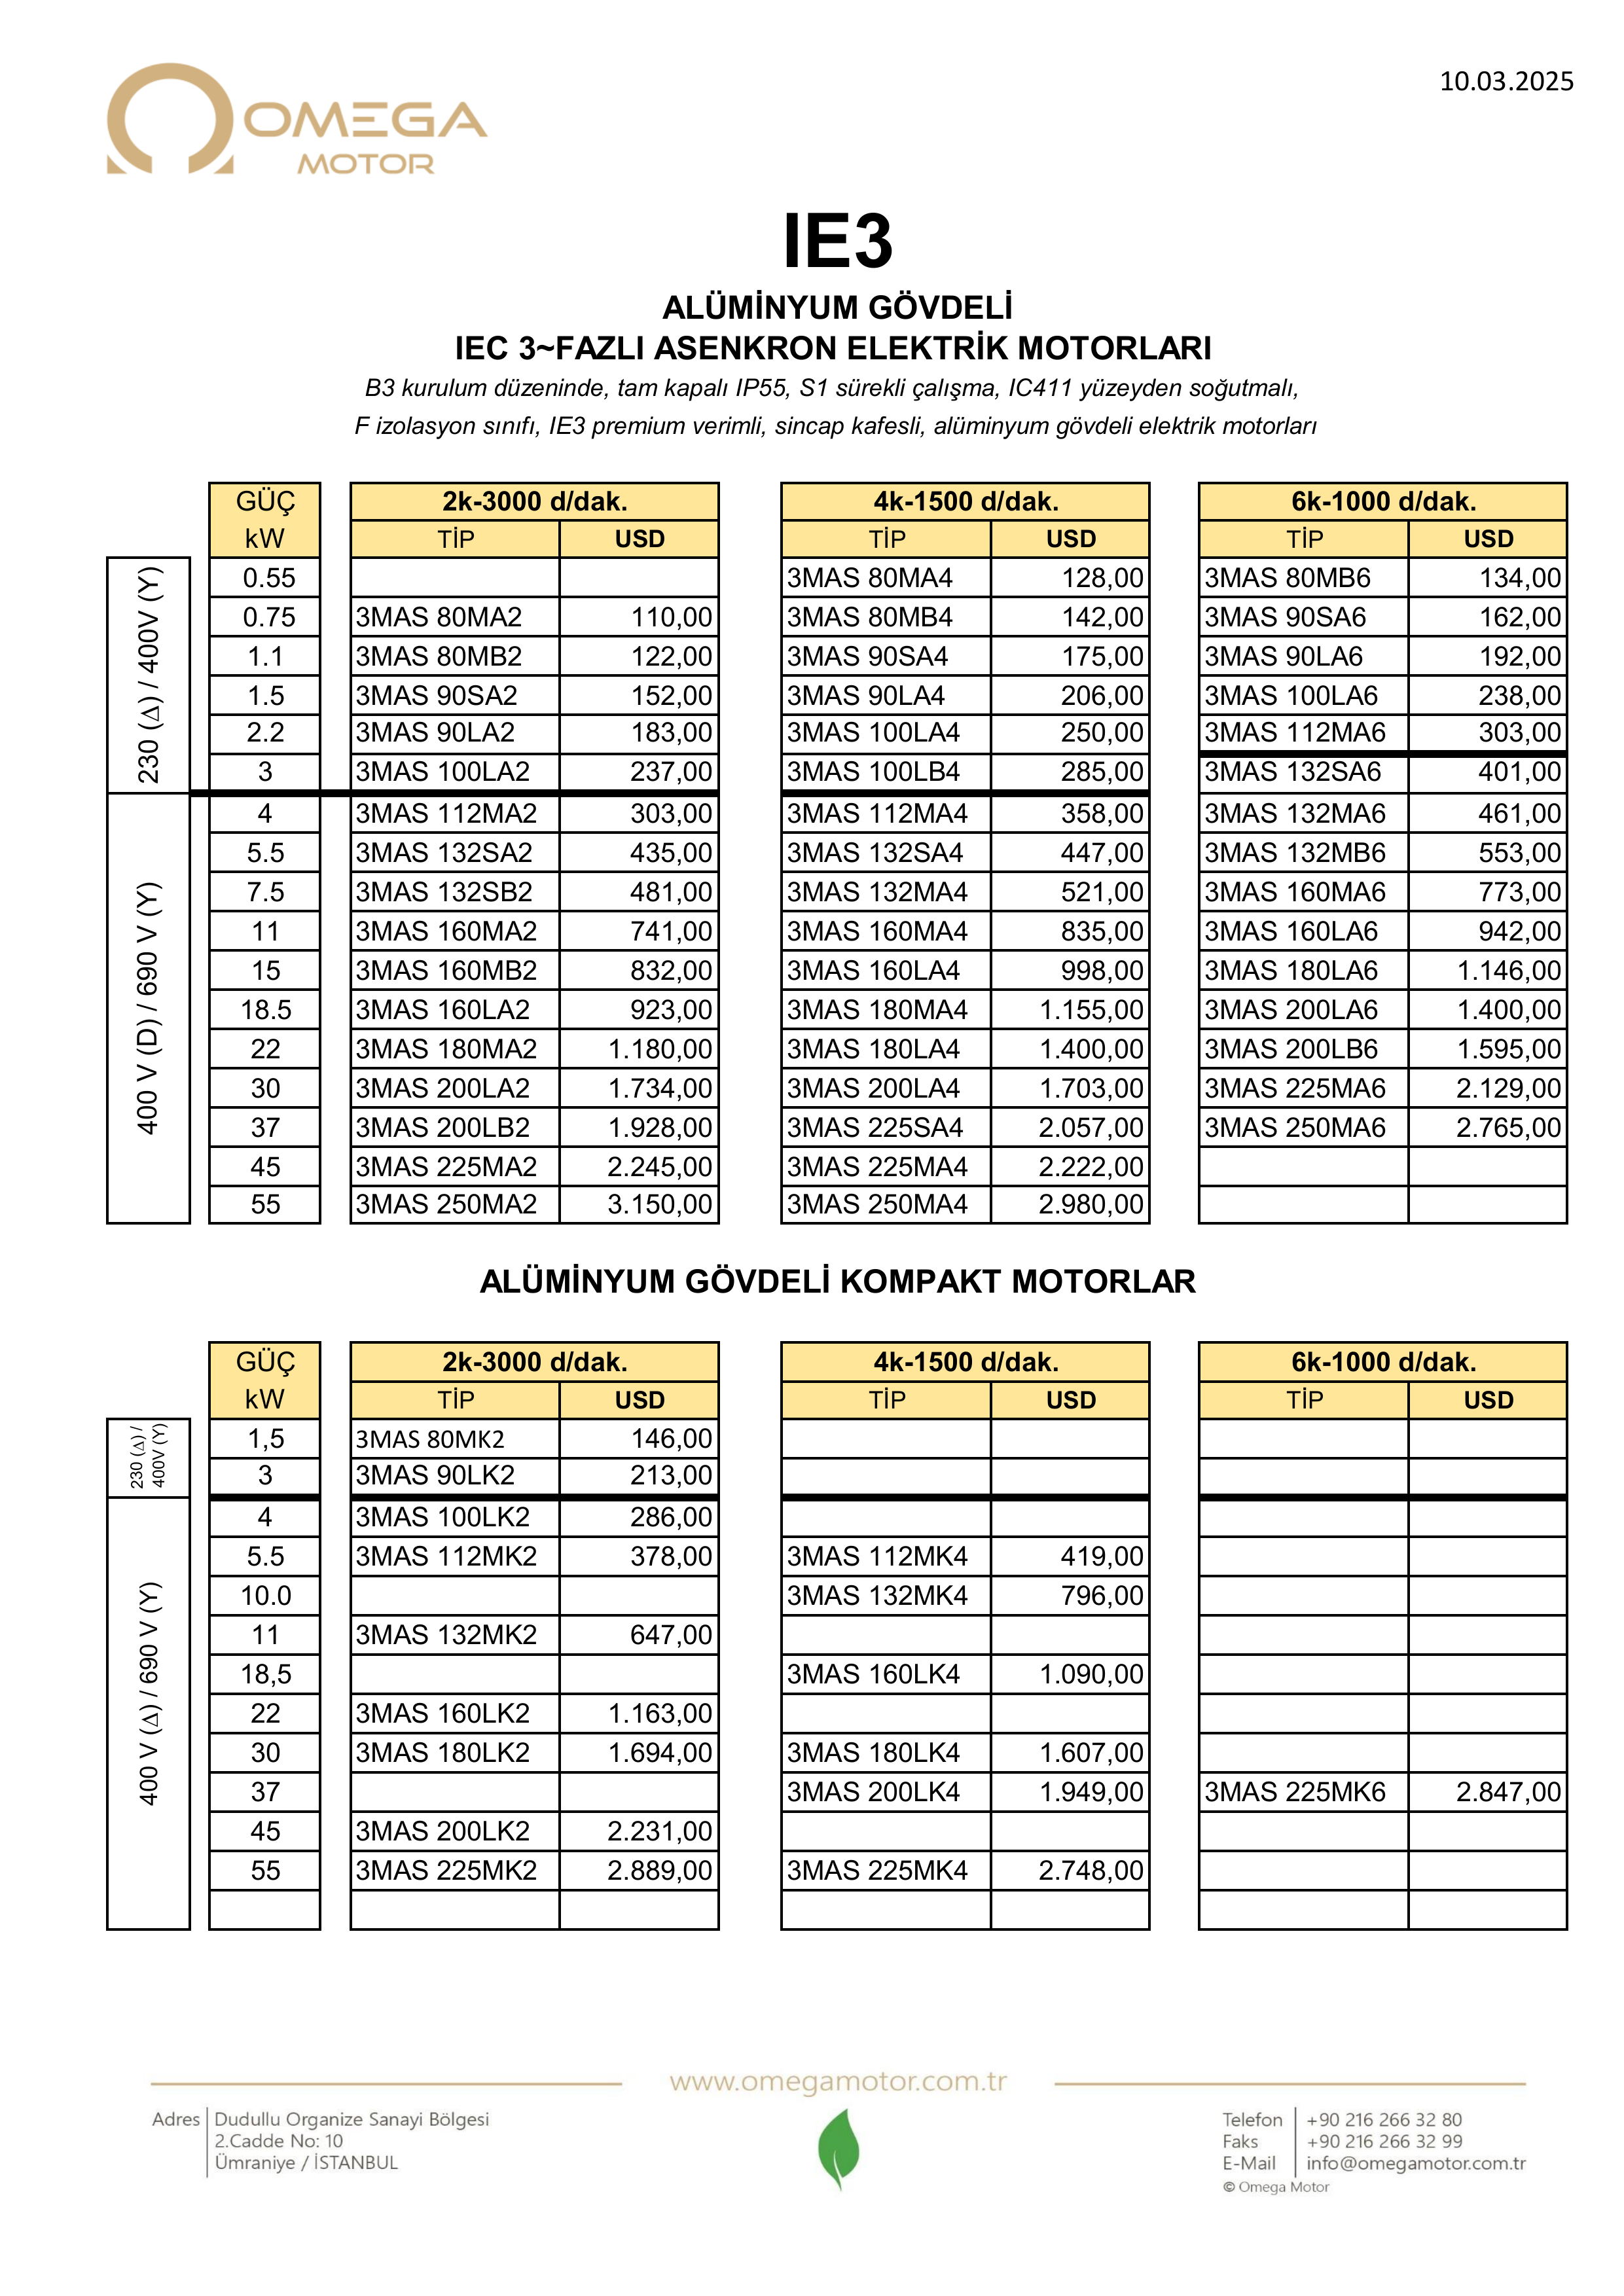 10.03.2025
OMEGA
MOTOR
IE3
ALÜMİNYUM GÖVDELİ
IEC 3~FAZLI ASENKRON ELEKTRİK MOTORLARI
B3 kurulum düzeninde, tam kapalı IP55, S1 sürekli çalışma, IC411 yüzeyden soğutmalı,
F izolasyon sınıfı, IE3 premium verimli, sincap kafesli, alüminyum gövdeli elektrik motorları
GÜÇ 2k-3000 d/dak. 4k-1500 d/dak. 6k-1000 d/dak.
kW TİP USD TİP USD TİP USD
230 (Δ) / 400V (Y)
0.55 3MAS 80MA4 128,00 3MAS 80MB6 134,00
0.75 3MAS 80MA2 110,00 3MAS 80MB4 142,00 3MAS 90SA6 162,00
1.1 3MAS 80MB2 122,00 3MAS 90SA4 175,00 3MAS 90LA6 192,00
1.5 3MAS 90SA2 152,00 3MAS 90LA4 206,00 3MAS 100LA6 238,00
2.2 3MAS 90LA2 183,00 3MAS 100LA4 250,00 3MAS 112MA6 303,00
3 3MAS 100LA2 237,00 3MAS 100LB4 285,00 3MAS 132SA6 401,00
400 V (D) / 690 V (Y)
4 3MAS 112MA2 303,00 3MAS 112MA4 358,00 3MAS 132MA6 461,00
5.5 3MAS 132SA2 435,00 3MAS 132SA4 447,00 3MAS 132MB6 553,00
7.5 3MAS 132SB2 481,00 3MAS 132MA4 521,00 3MAS 160MA6 773,00
11 3MAS 160MA2 741,00 3MAS 160MA4 835,00 3MAS 160LA6 942,00
15 3MAS 160MB2 832,00 3MAS 160LA4 998,00 3MAS 180LA6 1.146,00
18.5 3MAS 160LA2 923,00 3MAS 180MA4 1.155,00 3MAS 200LA6 1.400,00
22 3MAS 180MA2 1.180,00 3MAS 180LA4 1.400,00 3MAS 200LB6 1.595,00
30 3MAS 200LA2 1.734,00 3MAS 200LA4 1.703,00 3MAS 225MA6 2.129,00
37 3MAS 200LB2 1.928,00 3MAS 225SA4 2.057,00 3MAS 250MA6 2.765,00
45 3MAS 225MA2 2.245,00 3MAS 225MA4 2.222,00
55 3MAS 250MA2 3.150,00 3MAS 250MA4 2.980,00
ALÜMİNYUM GÖVDELİ KOMPAKT MOTORLAR
GÜÇ 2k-3000 d/dak. 4k-1500 d/dak. 6k-1000 d/dak.
kW TİP USD TİP USD TİP USD
230 (Δ) /
400V (Y)
1,5 3MAS 80MK2 146,00
3 3MAS 90LK2 213,00
400 V (Δ) / 690 V (Y)
4 3MAS 100LK2 286,00
5.5 3MAS 112MK2 378,00 3MAS 112MK4 419,00
10.0 3MAS 132MK4 796,00
11 3MAS 132MK2 647,00
18,5 3MAS 160LK4 1.090,00
22 3MAS 160LK2 1.163,00
30 3MAS 180LK2 1.694,00 3MAS 180LK4 1.607,00
37 3MAS 200LK4 1.949,00 3MAS 225MK6 2.847,00
45 3MAS 200LK2 2.231,00
55 3MAS 225MK2 2.889,00 3MAS 225MK4 2.748,00
www.omegamotor.com.tr
Adres Dudullu Organize Sanayi Bölgesi
2.Cadde No: 10
Ümraniye / İSTANBUL
Telefon +90 216 266 32 80
Faks +90 216 266 32 99
E-Mail info@omegamotor.com.tr
© Omega Motor